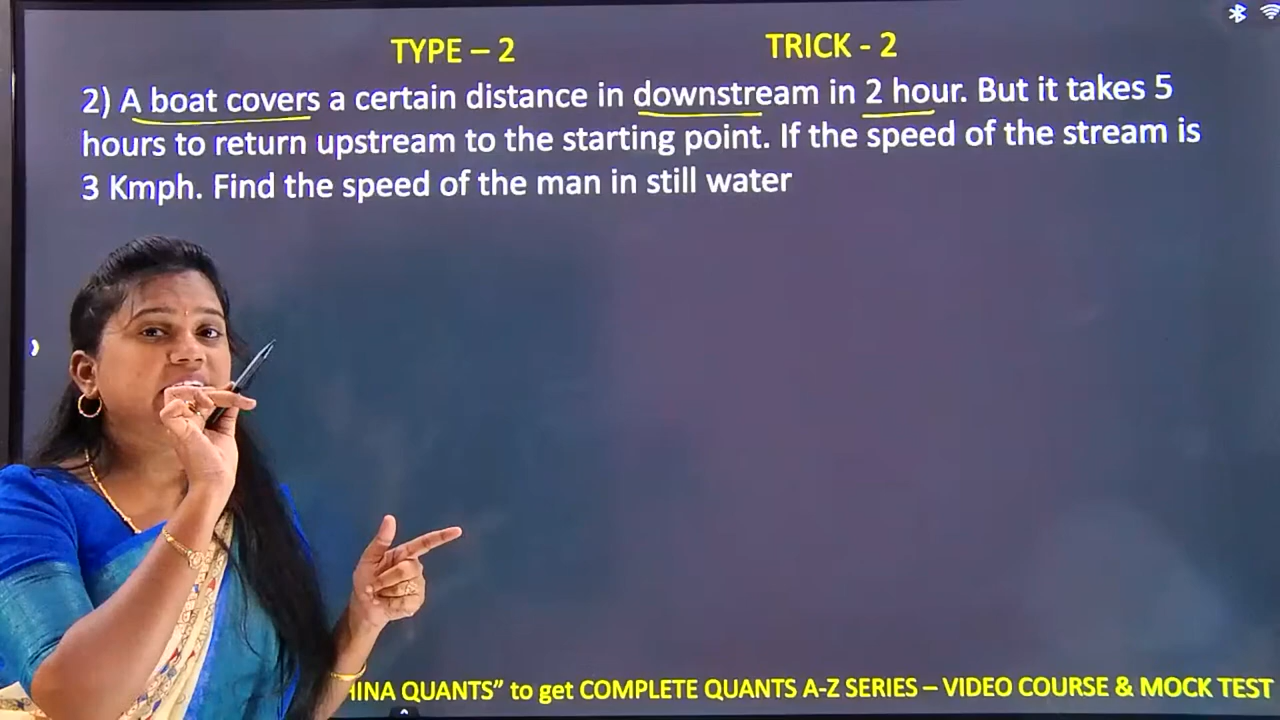 TYPE – 2
TRICK - 2
2) A boat covers a certain distance in downstream in 2 hour. But it takes 5
hours to return upstream to the starting point. If the speed of the stream is
3 Kmph. Find the speed of the man in still water
QUANTS” to get COMPLETE QUANTS A-Z SERIES – VIDEO COURSE & MOCK TEST